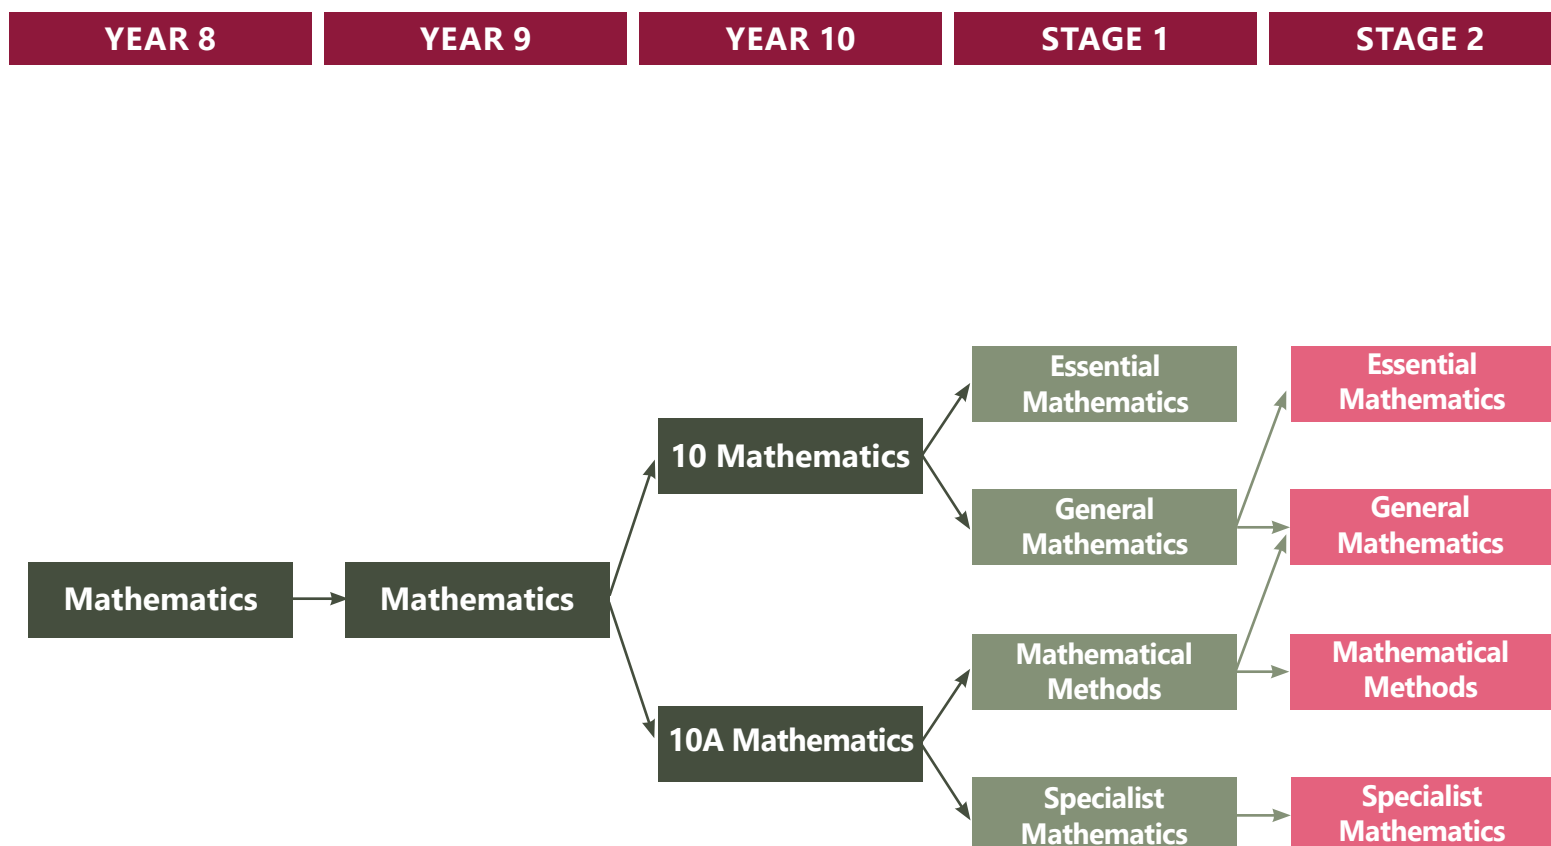 YEAR 8
YEAR 9
YEAR 10
STAGE 1
STAGE 2
Mathematics
Mathematics
10 Mathematics
10A Mathematics
Essential
Mathematics
General
Mathematics
Mathematical
Methods
Specialist
Mathematics
Essential
Mathematics
General
Mathematics
Mathematical
Methods
Specialist
Mathematics